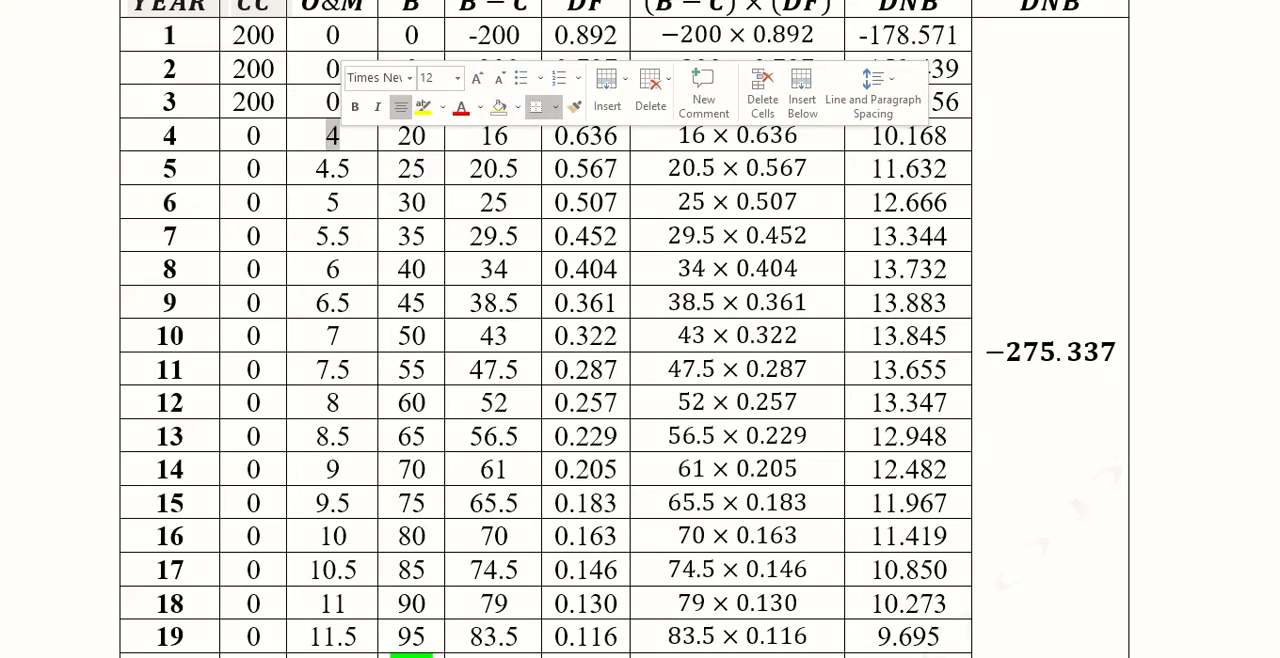 YEAR CC O&M B B − C DF (B − C) × (DF) DNB DNB
1 200 0 0 -200 0.892 −200 × 0.892 -178.571
2 200 0 39
Times Nev 12
3 200 0 56
B I Insert Delete New Comment Delete Cells Insert Below Line and Paragraph Spacing
4 0 4 20 16 0.636 16 × 0.636 10.168
5 0 4.5 25 20.5 0.567 20.5 × 0.567 11.632
6 0 5 30 25 0.507 25 × 0.507 12.666
7 0 5.5 35 29.5 0.452 29.5 × 0.452 13.344
8 0 6 40 34 0.404 34 × 0.404 13.732
9 0 6.5 45 38.5 0.361 38.5 × 0.361 13.883
10 0 7 50 43 0.322 43 × 0.322 13.845
−275.337
11 0 7.5 55 47.5 0.287 47.5 × 0.287 13.655
12 0 8 60 52 0.257 52 × 0.257 13.347
13 0 8.5 65 56.5 0.229 56.5 × 0.229 12.948
14 0 9 70 61 0.205 61 × 0.205 12.482
15 0 9.5 75 65.5 0.183 65.5 × 0.183 11.967
16 0 10 80 70 0.163 70 × 0.163 11.419
17 0 10.5 85 74.5 0.146 74.5 × 0.146 10.850
18 0 11 90 79 0.130 79 × 0.130 10.273
19 0 11.5 95 83.5 0.116 83.5 × 0.116 9.695